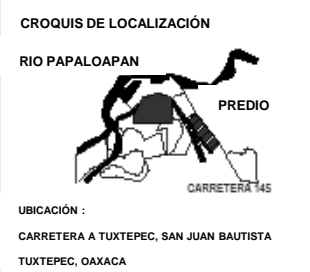 CROQUIS DE LOCALIZACIÓN
RIO PAPALOAPAN
PREDIO
CARRETERA 145
UBICACIÓN :
CARRETERA A TUXTEPEC, SAN JUAN BAUTISTA
TUXTEPEC, OAXACA